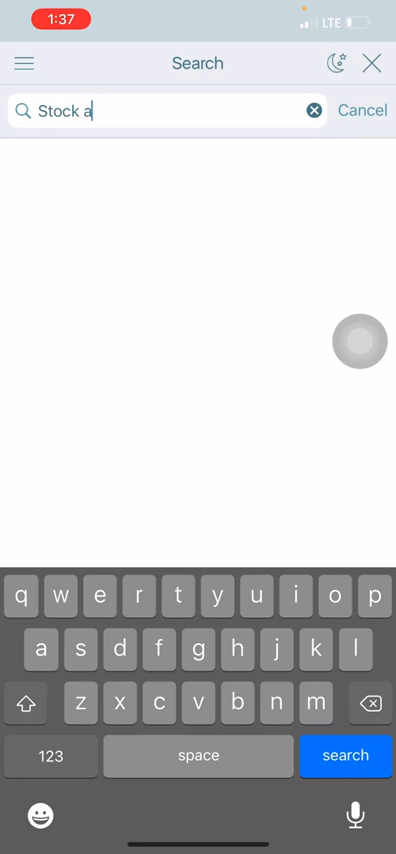 1:37
LTE
Search
Stock a
Cancel
q w e r t y u i o p
a s d f g h j k l
z x c v b n m
123 space search